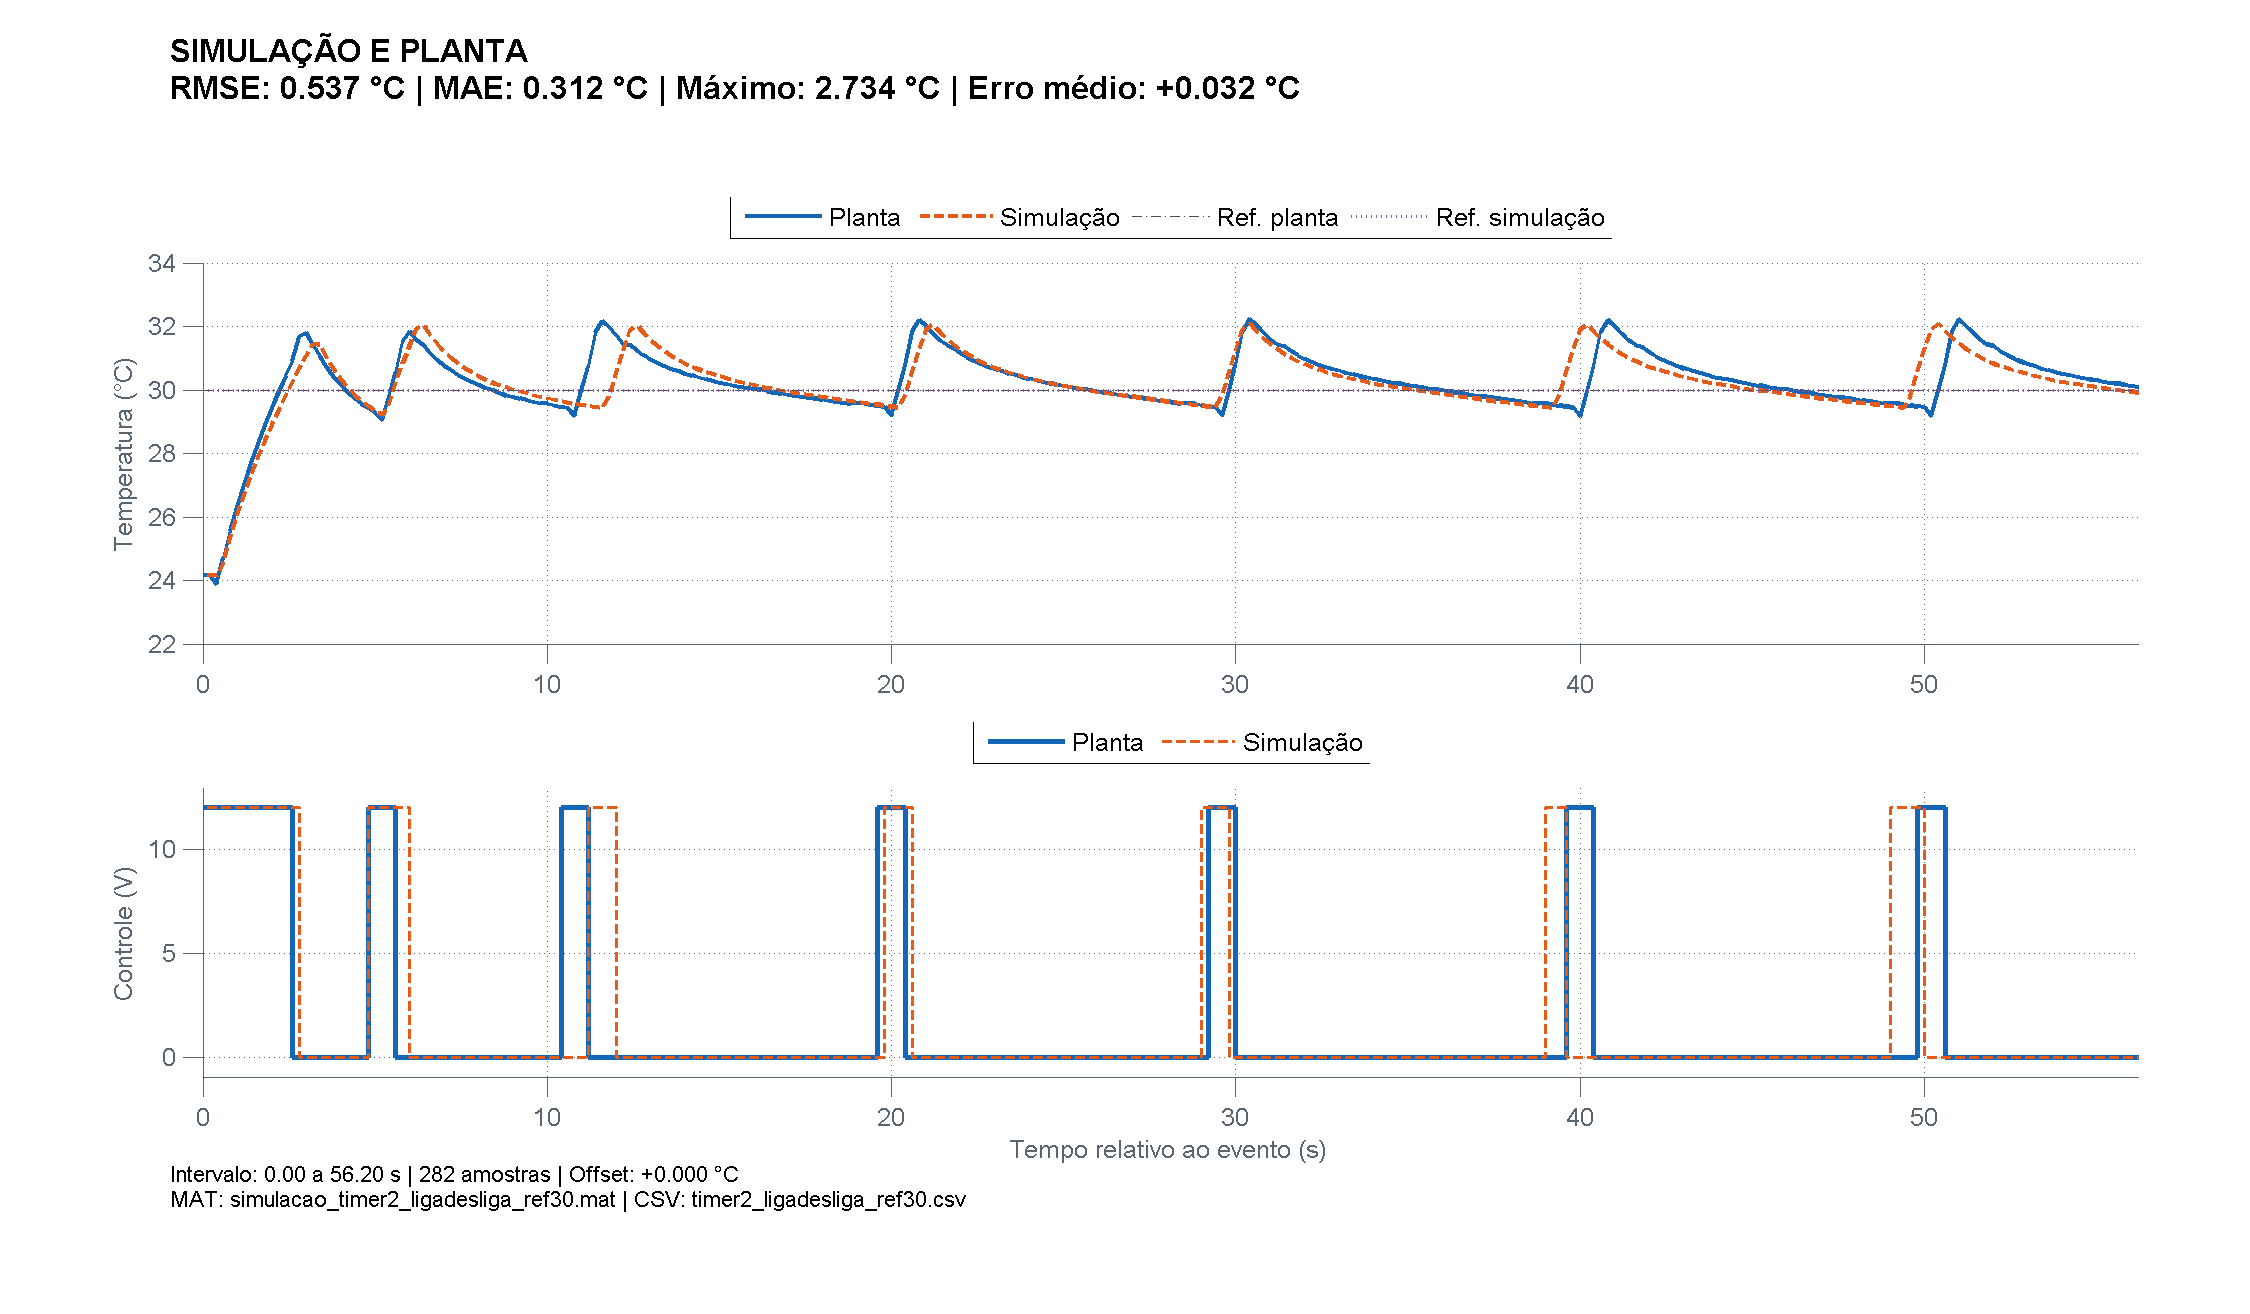 SIMULAÇÃO E PLANTA
RMSE: 0.537 °C | MAE: 0.312 °C | Máximo: 2.734 °C | Erro médio: +0.032 °C
Planta Simulação Ref. planta Ref. simulação
Temperatura (°C)
34
32
30
28
26
24
22
0 10 20 30 40 50
Planta Simulação
Controle (V)
10
5
0
0 10 20 30 40 50
Tempo relativo ao evento (s)
Intervalo: 0.00 a 56.20 s | 282 amostras | Offset: +0.000 °C
MAT: simulacao_timer2_ligadesliga_ref30.mat | CSV: timer2_ligadesliga_ref30.csv